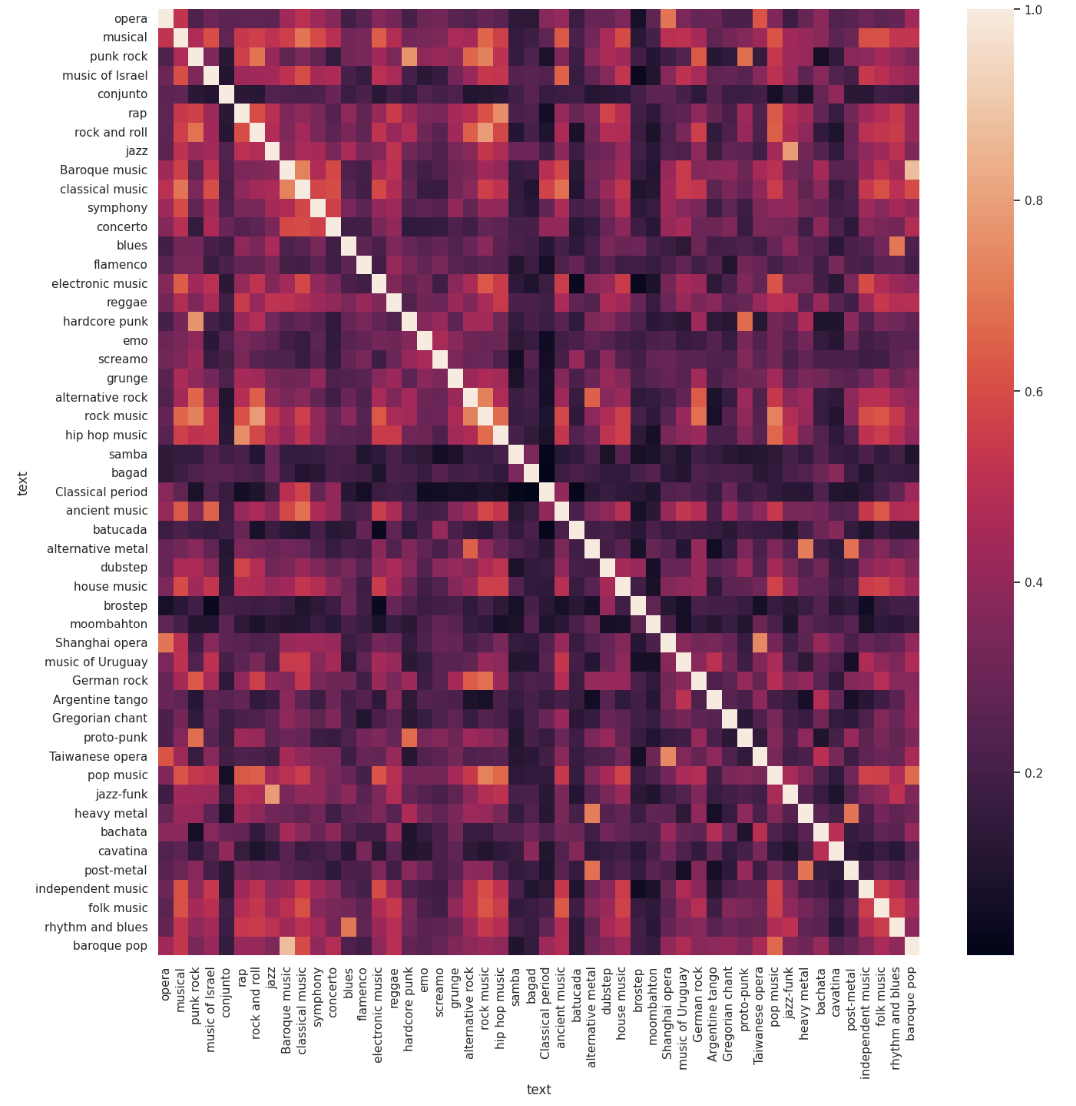 opera
musical
punk rock
music of Israel
conjunto
rap
rock and roll
jazz
Baroque music
classical music
symphony
concerto
blues
flamenco
electronic music
reggae
hardcore punk
emo
screamo
grunge
alternative rock
rock music
hip hop music
samba
bagad
Classical period
ancient music
batucada
alternative metal
dubstep
house music
brostep
moombahton
Shanghai opera
music of Uruguay
German rock
Argentine tango
Gregorian chant
proto-punk
Taiwanese opera
pop music
jazz-funk
heavy metal
bachata
cavatina
post-metal
independent music
folk music
rhythm and blues
baroque pop
text
opera
musical
punk rock
music of Israel
conjunto
rap
rock and roll
jazz
Baroque music
classical music
symphony
concerto
blues
flamenco
electronic music
reggae
hardcore punk
emo
screamo
grunge
alternative rock
rock music
hip hop music
samba
bagad
Classical period
ancient music
batucada
alternative metal
dubstep
house music
brostep
moombahton
Shanghai opera
music of Uruguay
German rock
Argentine tango
Gregorian chant
proto-punk
Taiwanese opera
pop music
jazz-funk
heavy metal
bachata
cavatina
post-metal
independent music
folk music
rhythm and blues
baroque pop
text
1.0
0.8
0.6
0.4
0.2